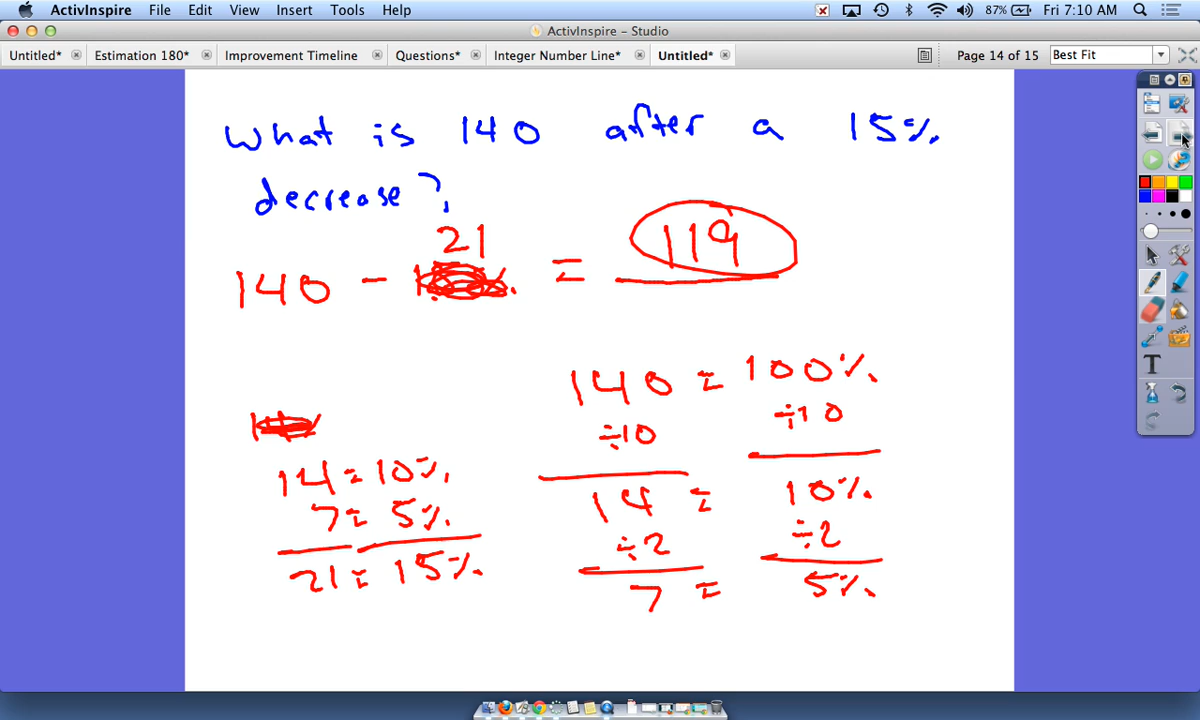 ActivInspire File Edit View Insert Tools Help 87% Fri 7:10 AM
ActivInspire – Studio
Untitled* Estimation 180* Improvement Timeline Questions* Integer Number Line* Untitled* Page 14 of 15 Best Fit
What is 140 after a 15%
decrease?
21
140 - = 119
140 = 100%
÷10 ÷10
14 = 10%
14 = 10%
7 = 5%
÷2 ÷2
21 = 15%
7 = 5%
T